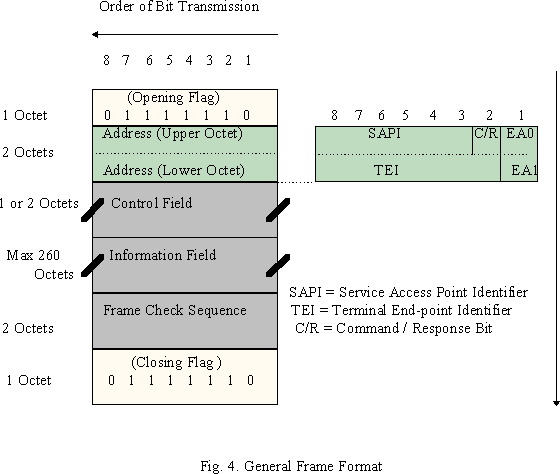 Order of Bit Transmission
8 7 6 5 4 3 2 1
(Opening Flag)
1 Octet
0 1 1 1 1 1 1 0
8 7 6 5 4 3 2 1
2 Octets
Address (Upper Octet)
SAPI C/R EA0
Address (Lower Octet)
TEI EA1
1 or 2 Octets
Control Field
Max 260
Octets
Information Field
SAPI = Service Access Point Identifier
TEI = Terminal End-point Identifier
C/R = Command / Response Bit
2 Octets
Frame Check Sequence
(Closing Flag )
1 Octet
0 1 1 1 1 1 1 0
Fig. 4. General Frame Format